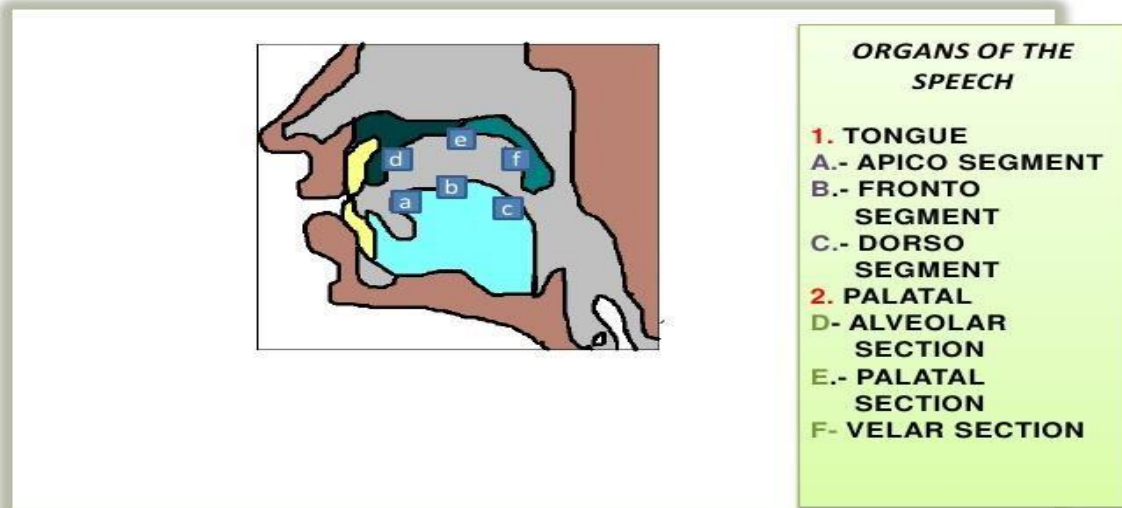 d
e
f
a
b
c
ORGANS OF THE
SPEECH
1. TONGUE
A.- APICO SEGMENT
B.- FRONTO
SEGMENT
C.- DORSO
SEGMENT
2. PALATAL
D- ALVEOLAR
SECTION
E.- PALATAL
SECTION
F- VELAR SECTION